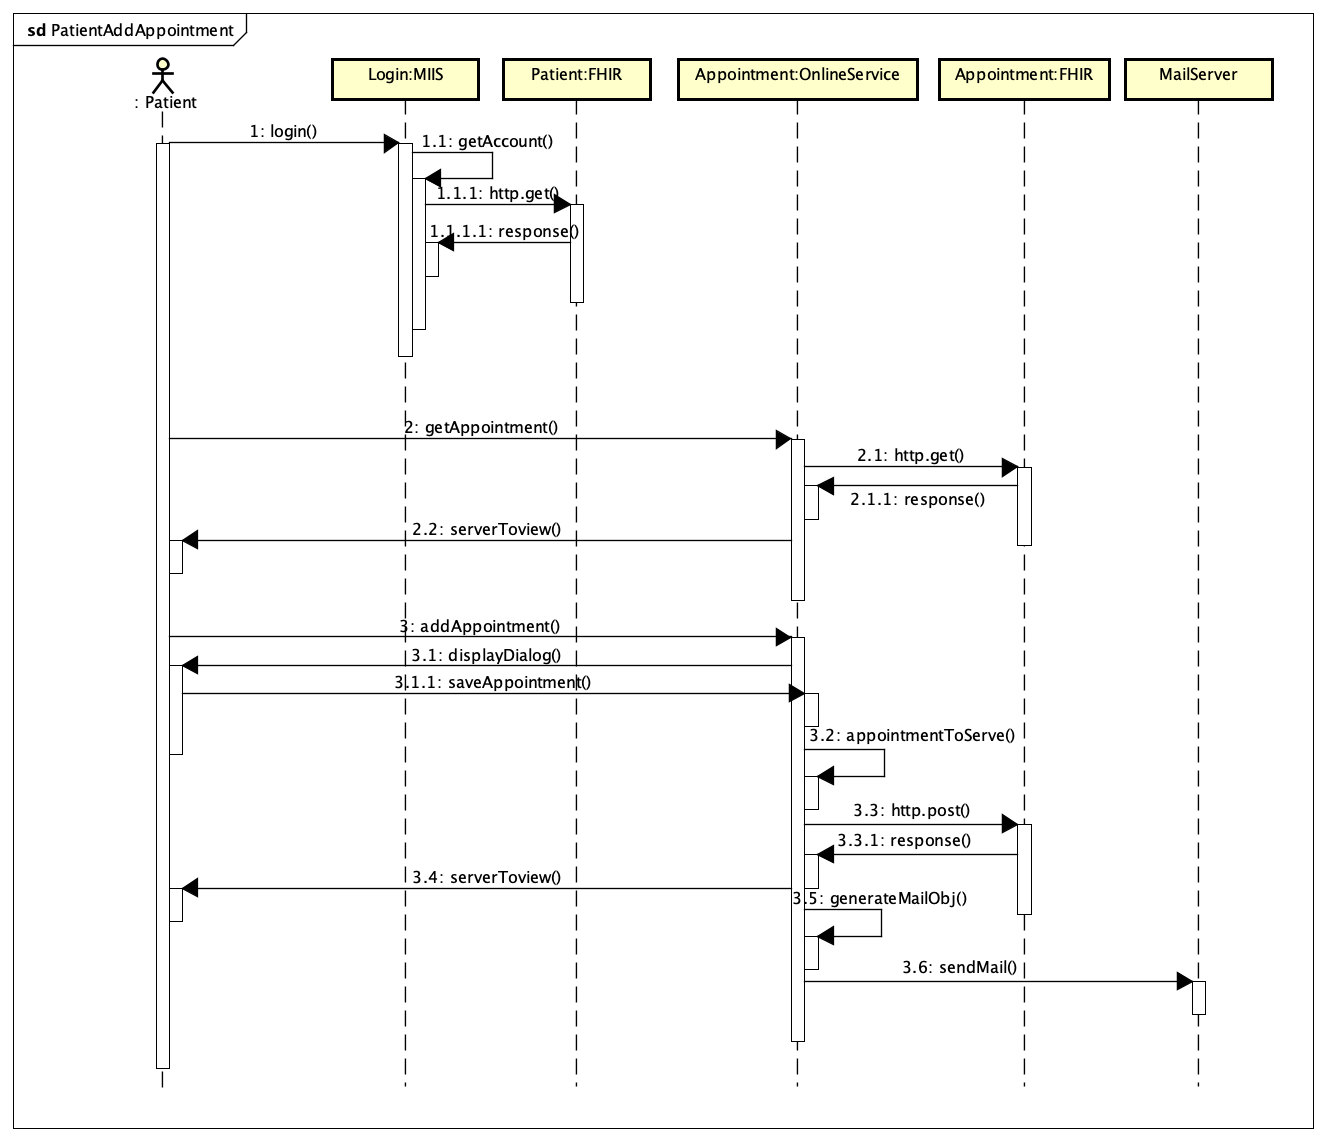 sd PatientAddAppointment
: Patient
Login:MIIS
Patient:FHIR
Appointment:OnlineService
Appointment:FHIR
MailServer
1: login()
1.1: getAccount()
1.1.1: http.get()
1.1.1.1: response()
2: getAppointment()
2.1: http.get()
2.1.1: response()
2.2: serverToview()
3: addAppointment()
3.1: displayDialog()
3.1.1: saveAppointment()
3.2: appointmentToServe()
3.3: http.post()
3.3.1: response()
3.4: serverToview()
3.5: generateMailObj()
3.6: sendMail()